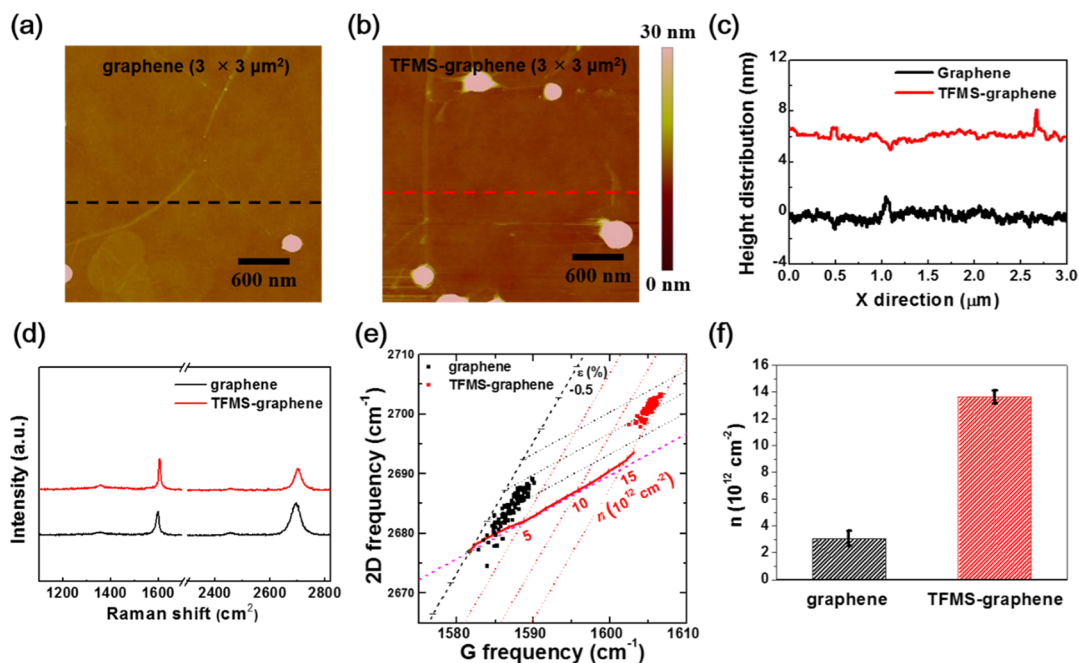 (a)
graphene (3 × 3 μm²)
600 nm
(b)
30 nm
TFMS-graphene (3 × 3 μm²)
600 nm
0 nm
(c)
Height distribution (nm)
12
8
4
0
-4
Graphene
TFMS-graphene
0.0 0.5 1.0 1.5 2.0 2.5 3.0
X direction (μm)
(d)
Intensity (a.u.)
graphene
TFMS-graphene
1200 1400 1600 2400 2600 2800
Raman shift (cm²)
(e)
2D frequency (cm⁻¹)
2710
2700
2690
2680
2670
graphene
TFMS-graphene
ε (%)
-0.5
5
10
15
n (10¹² cm⁻²)
1580 1590 1600 1610
G frequency (cm⁻¹)
(f)
n (10¹² cm⁻²)
16
14
12
10
8
6
4
2
0
graphene TFMS-graphene